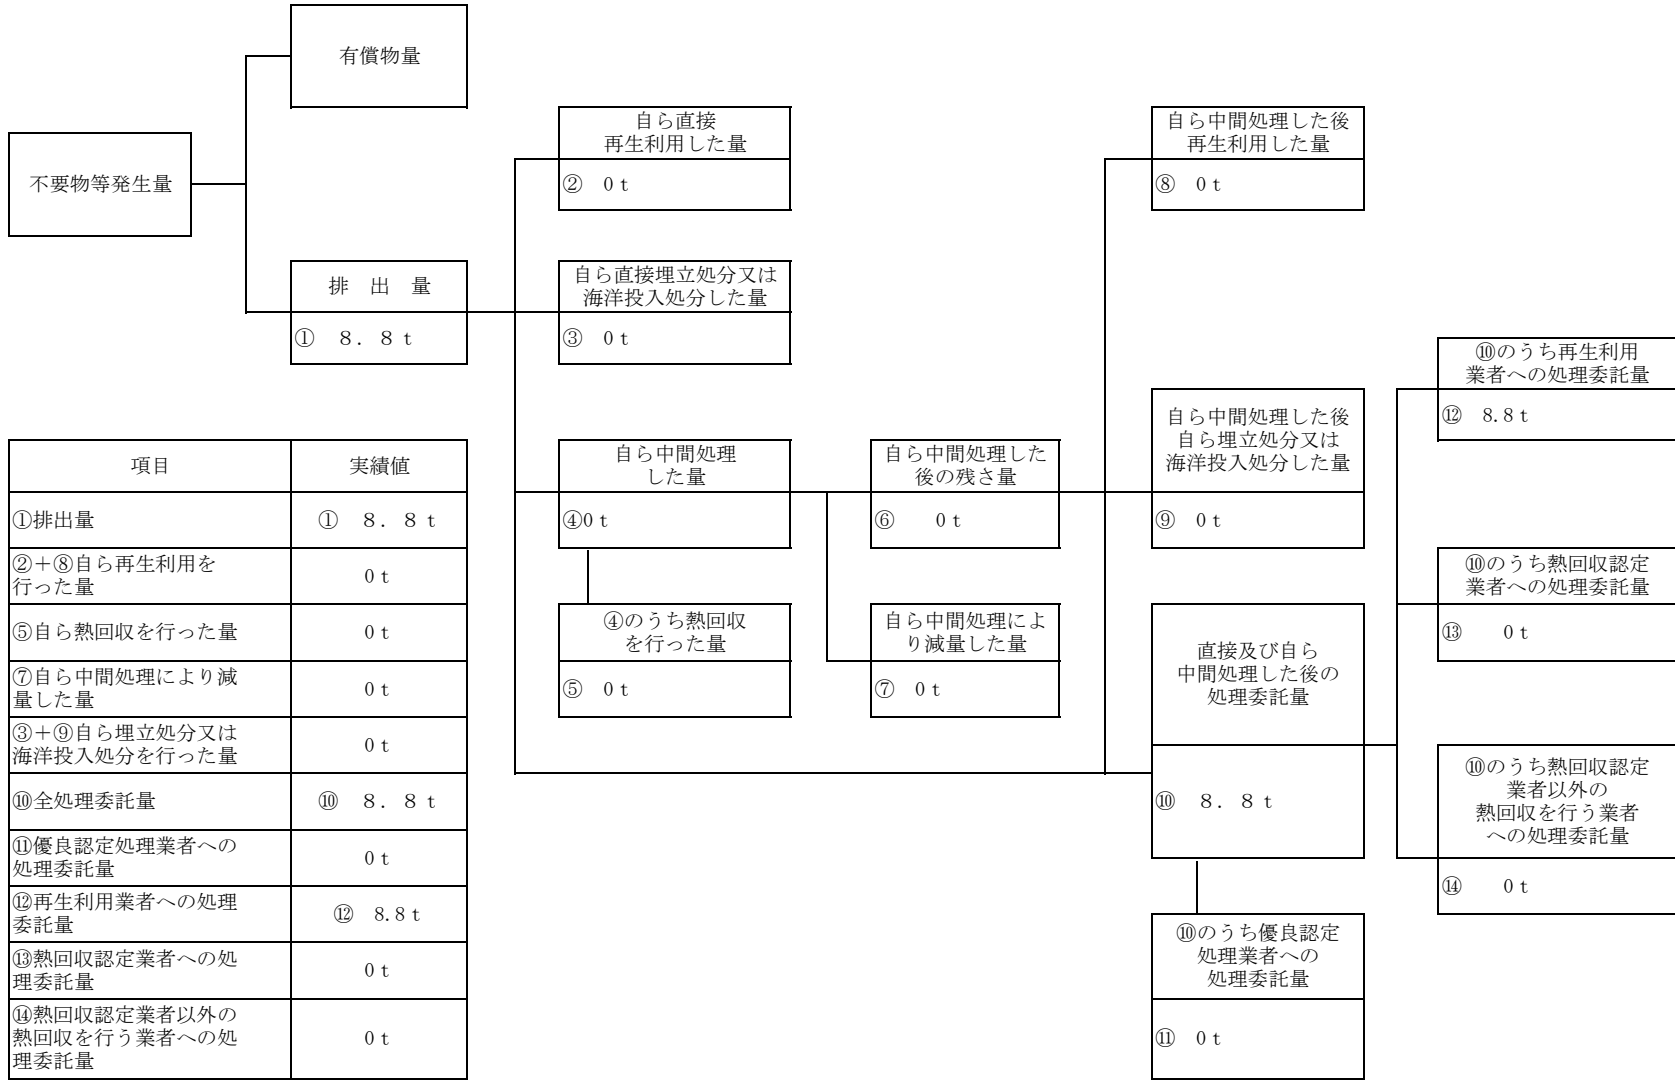 有償物量
不要物等発生量
排　出　量
①　８．８ｔ
自ら直接
再生利用した量
②　0ｔ
自ら直接埋立処分又は
海洋投入処分した量
③　0ｔ
自ら中間処理
した量
④0ｔ
④のうち熱回収
を行った量
⑤　0ｔ
自ら中間処理した
後の残さ量
⑥　　0ｔ
自ら中間処理によ
り減量した量
⑦　0ｔ
自ら中間処理した後
再生利用した量
⑧　0ｔ
自ら中間処理した後
自ら埋立処分又は
海洋投入処分した量
⑨　0ｔ
直接及び自ら
中間処理した後の
処理委託量
⑩　８．８ｔ
⑩のうち優良認定
処理業者への
処理委託量
⑪　0ｔ
⑩のうち再生利用
業者への処理委託量
⑫　8.8ｔ
⑩のうち熱回収認定
業者への処理委託量
⑬　　0ｔ
⑩のうち熱回収認定
業者以外の
熱回収を行う業者
への処理委託量
⑭　　0ｔ
項目　実績値
①排出量　①　８．８ｔ
②＋⑧自ら再生利用を
行った量　0ｔ
⑤自ら熱回収を行った量　0ｔ
⑦自ら中間処理により減
量した量　0ｔ
③＋⑨自ら埋立処分又は
海洋投入処分を行った量　0ｔ
⑩全処理委託量　⑩　８．８ｔ
⑪優良認定処理業者への
処理委託量　0ｔ
⑫再生利用業者への処理
委託量　⑫　8.8ｔ
⑬熱回収認定業者への処
理委託量　0ｔ
⑭熱回収認定業者以外の
熱回収を行う業者への処
理委託量　0ｔ